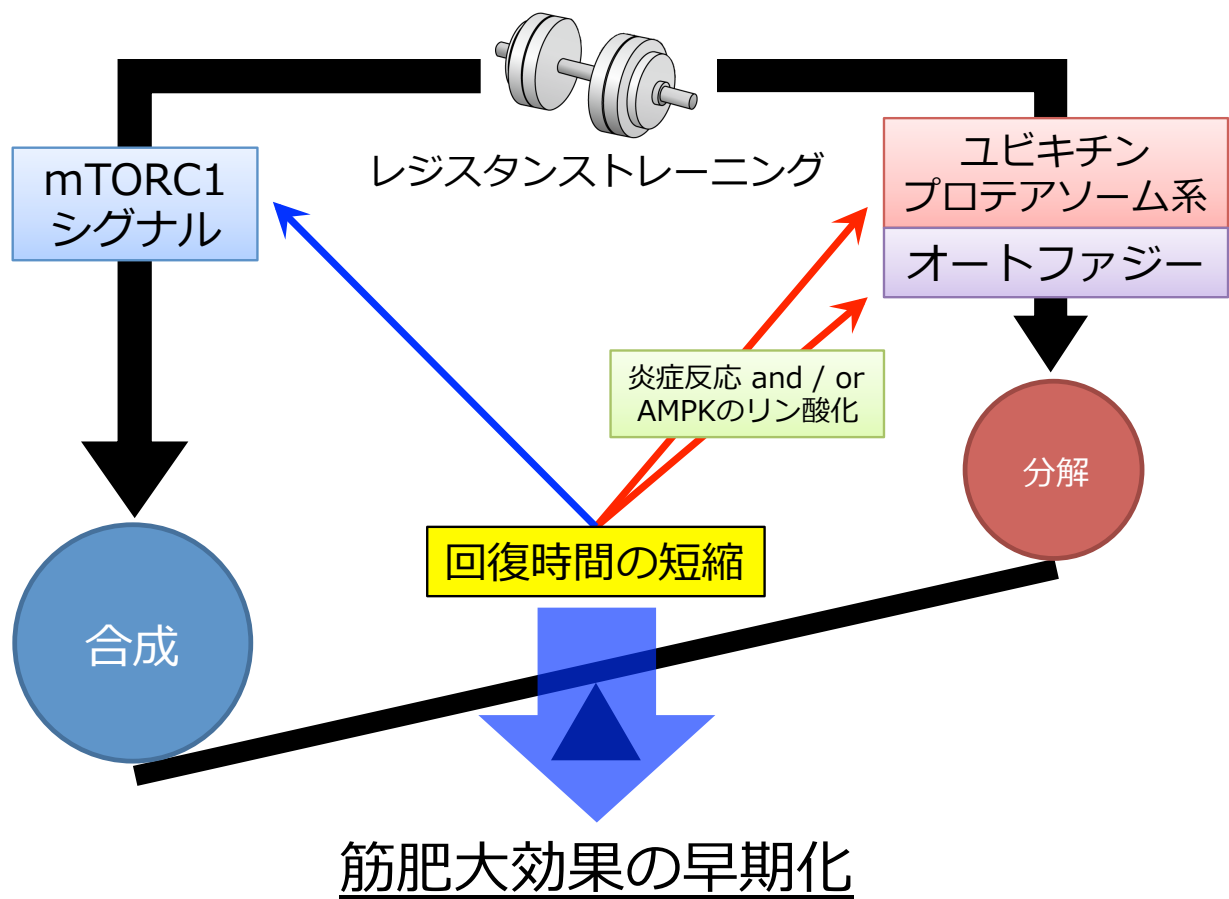 レジスタンストレーニング
mTORC1
シグナル
ユビキチン
プロテアソーム系
オートファジー
炎症反応 and / or
AMPKのリン酸化
分解
回復時間の短縮
合成
筋肥大効果の早期化